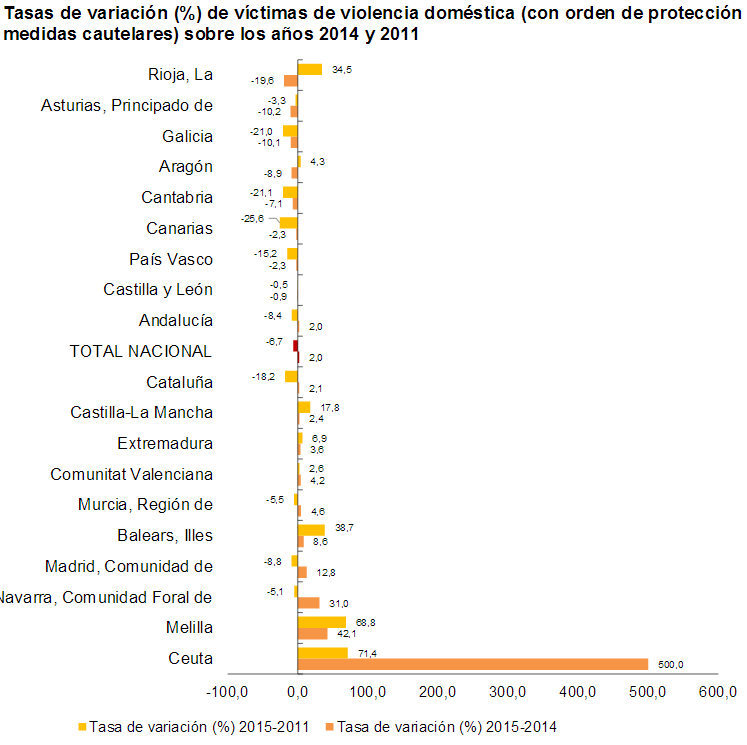 Tasas de variación (%) de víctimas de violencia doméstica (con orden de protección
medidas cautelares) sobre los años 2014 y 2011
Rioja, La
34,5
-19,6
Asturias, Principado de
-3,3
-10,2
Galicia
-21,0
-10,1
Aragón
4,3
-8,9
Cantabria
-21,1
-7,1
Canarias
-25,6
-2,3
País Vasco
-15,2
-2,3
Castilla y León
-0,5
-0,9
Andalucía
-8,4
2,0
TOTAL NACIONAL
-6,7
2,0
Cataluña
-18,2
2,1
Castilla-La Mancha
17,8
2,4
Extremadura
6,9
3,6
Comunitat Valenciana
2,6
4,2
Murcia, Región de
-5,5
4,6
Balears, Illes
38,7
8,6
Madrid, Comunidad de
-8,8
12,8
Navarra, Comunidad Foral de
-5,1
31,0
Melilla
68,8
42,1
Ceuta
71,4
500,0
-100,0 0,0 100,0 200,0 300,0 400,0 500,0 600,0
Tasa de variación (%) 2015-2011 Tasa de variación (%) 2015-2014